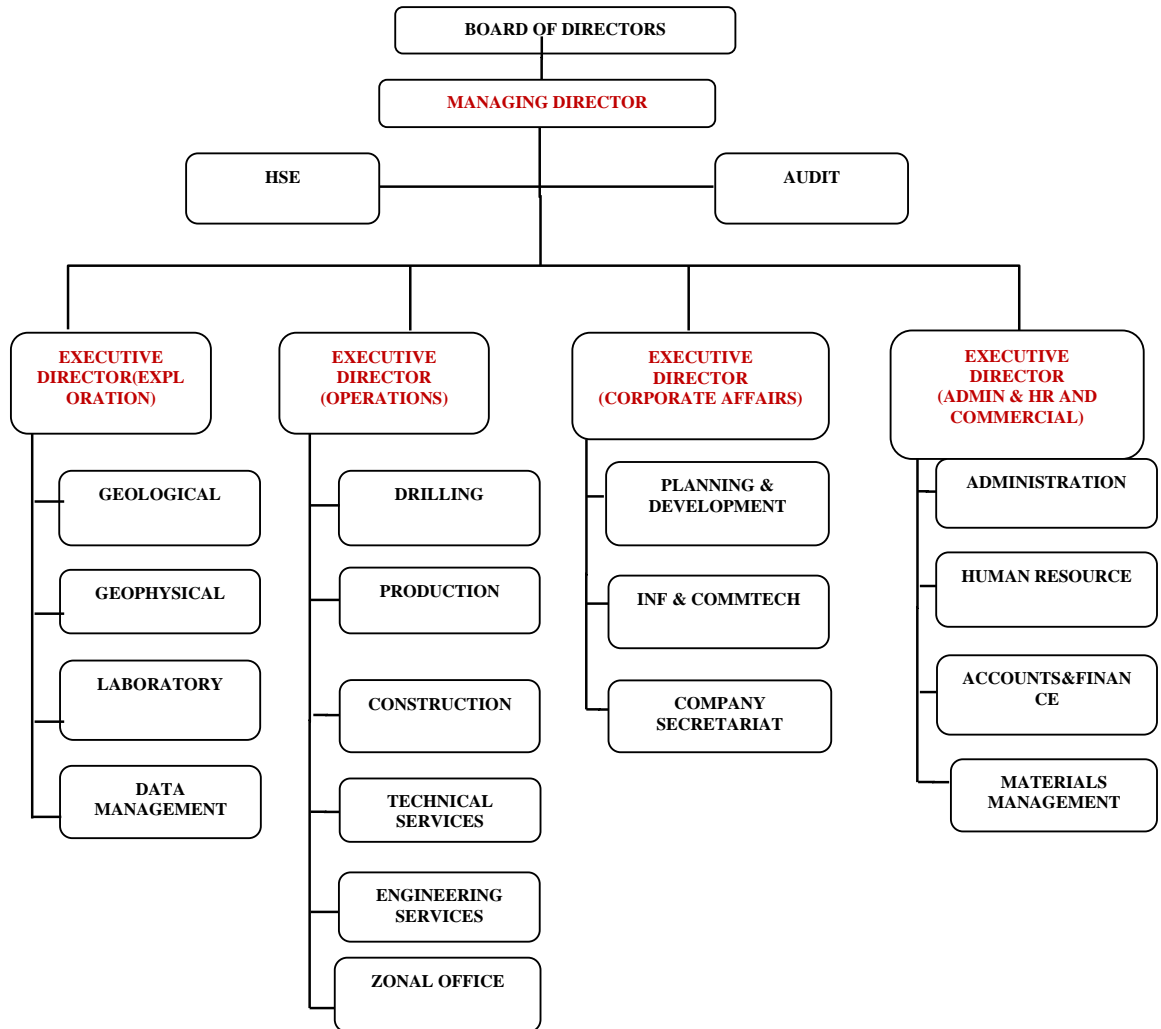 BOARD OF DIRECTORS
MANAGING DIRECTOR
HSE
AUDIT
EXECUTIVE
DIRECTOR(EXPL
ORATION)
EXECUTIVE
DIRECTOR
(OPERATIONS)
EXECUTIVE
DIRECTOR
(CORPORATE AFFAIRS)
EXECUTIVE
DIRECTOR
(ADMIN & HR AND
COMMERCIAL)
GEOLOGICAL
GEOPHYSICAL
LABORATORY
DATA
MANAGEMENT
DRILLING
PRODUCTION
CONSTRUCTION
TECHNICAL
SERVICES
ENGINEERING
SERVICES
ZONAL OFFICE
PLANNING &
DEVELOPMENT
INF & COMMTECH
COMPANY
SECRETARIAT
ADMINISTRATION
HUMAN RESOURCE
ACCOUNTS&FINAN
CE
MATERIALS
MANAGEMENT